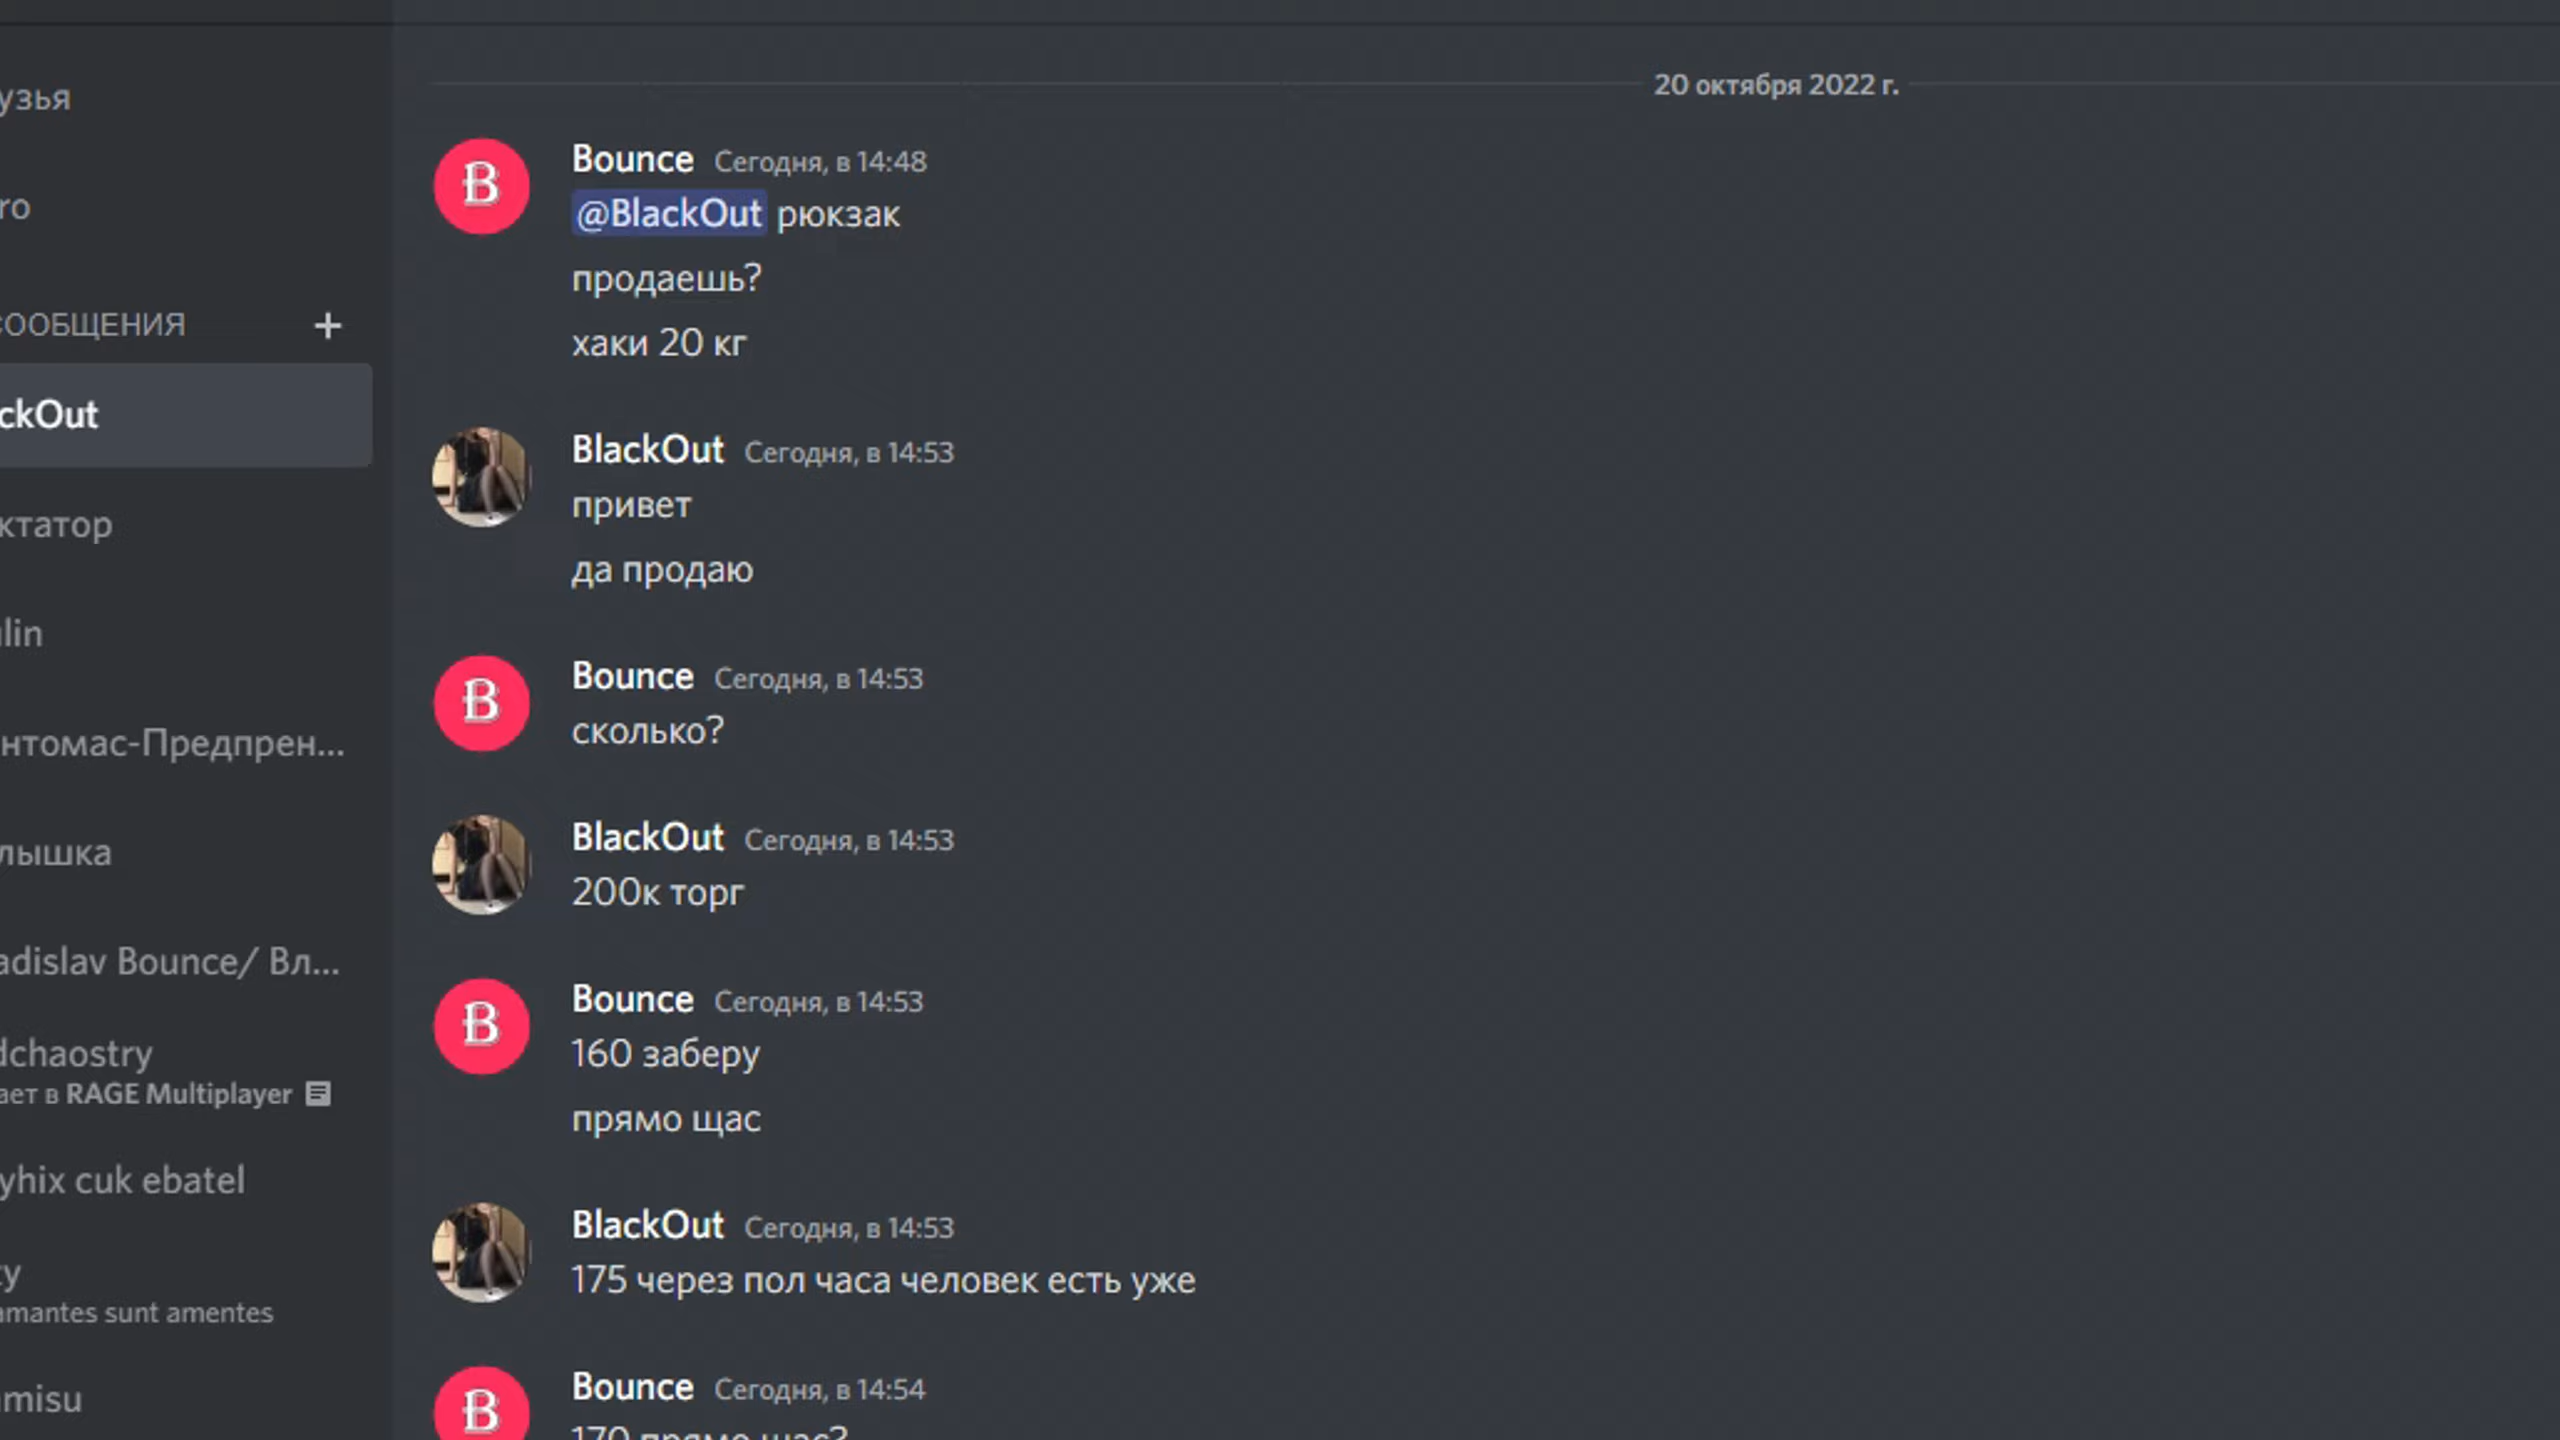 узья
ro
СООБЩЕНИЯ
ckOut
ктатор
lin
нтомас-Предпрен...
лышка
adislav Bounce/ Вл...
dchaostry
ает в RAGE Multiplayer
yhix cuk ebatel
y
amantes sunt amentes
misu
20 октября 2022 г.
Bounce Сегодня, в 14:48
@BlackOut рюкзак
продаешь?
хаки 20 кг
BlackOut Сегодня, в 14:53
привет
да продаю
Bounce Сегодня, в 14:53
сколько?
BlackOut Сегодня, в 14:53
200к торг
Bounce Сегодня, в 14:53
160 заберу
прямо щас
BlackOut Сегодня, в 14:53
175 через пол часа человек есть уже
Bounce Сегодня, в 14:54
170 прямо щас?